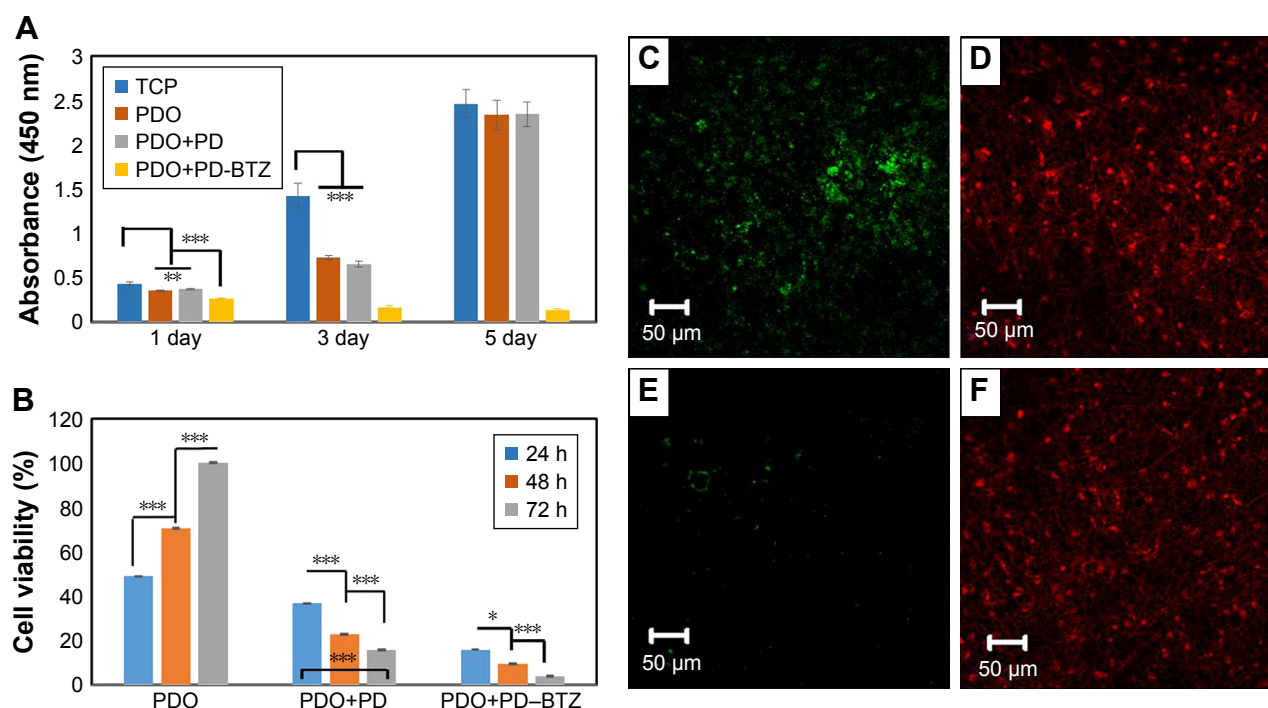 A
Absorbance (450 nm)
3
2.5
2
1.5
1
0.5
0
TCP
PDO
PDO+PD
PDO+PD-BTZ
***
**
***
1 day
3 day
5 day
B
Cell viability (%)
120
100
80
60
40
20
0
24 h
48 h
72 h
***
***
***
***
***
*
***
PDO
PDO+PD
PDO+PD–BTZ
C
50 µm
D
50 µm
E
50 µm
F
50 µm